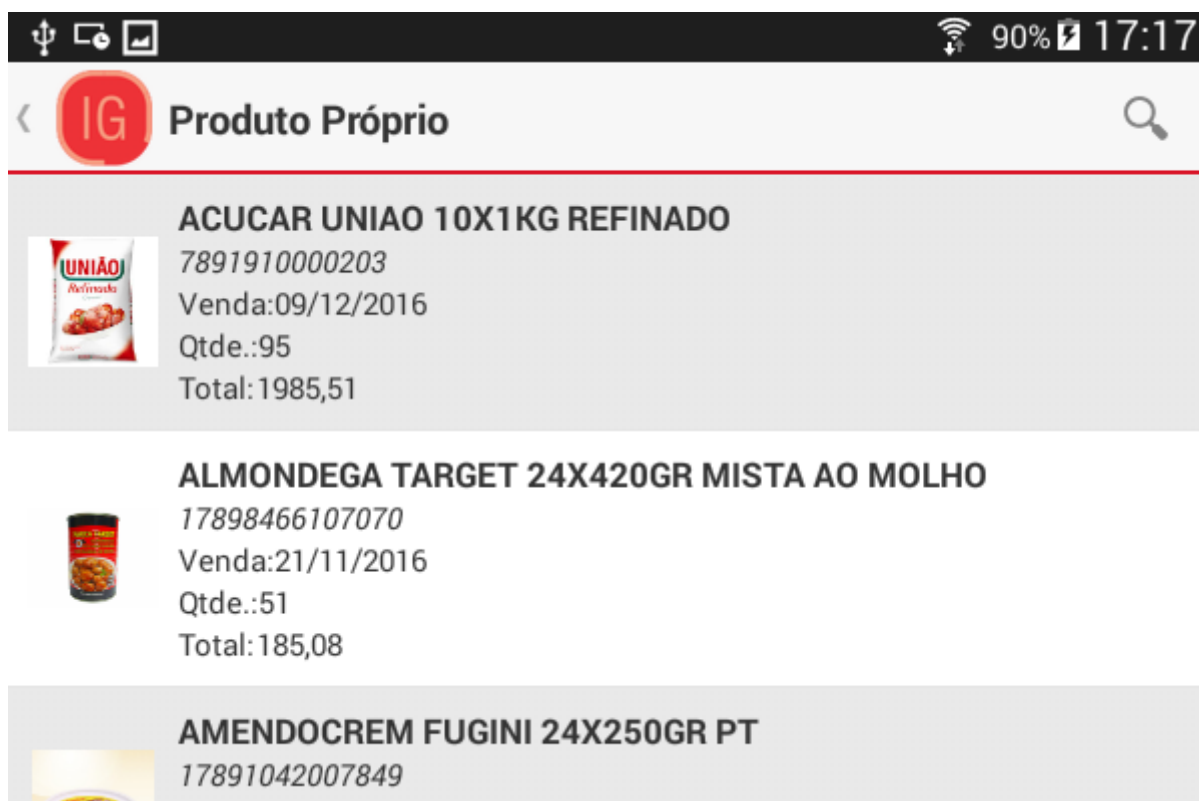 90% 17:17
IG Produto Próprio
ACUCAR UNIAO 10X1KG REFINADO
UNIÃO
Refinado
7891910000203
Venda:09/12/2016
Qtde.:95
Total:1985,51
ALMONDEGA TARGET 24X420GR MISTA AO MOLHO
17898466107070
Venda:21/11/2016
Qtde.:51
Total:185,08
AMENDOCREM FUGINI 24X250GR PT
17891042007849